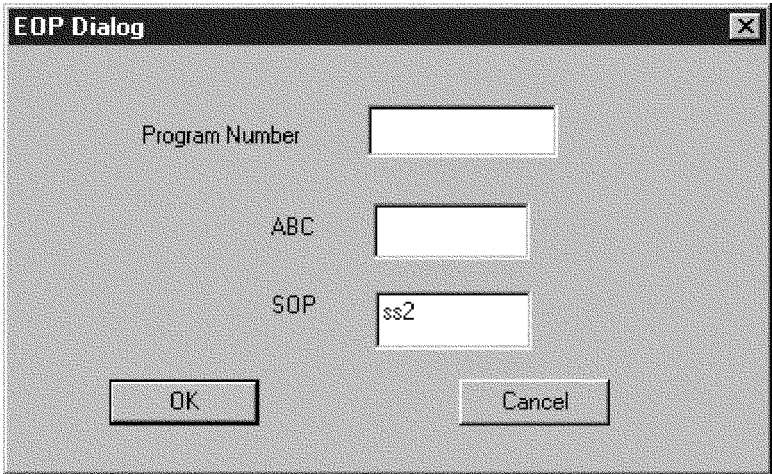 EOP Dialog
Program Number
ABC
SOP ss2
OK Cancel